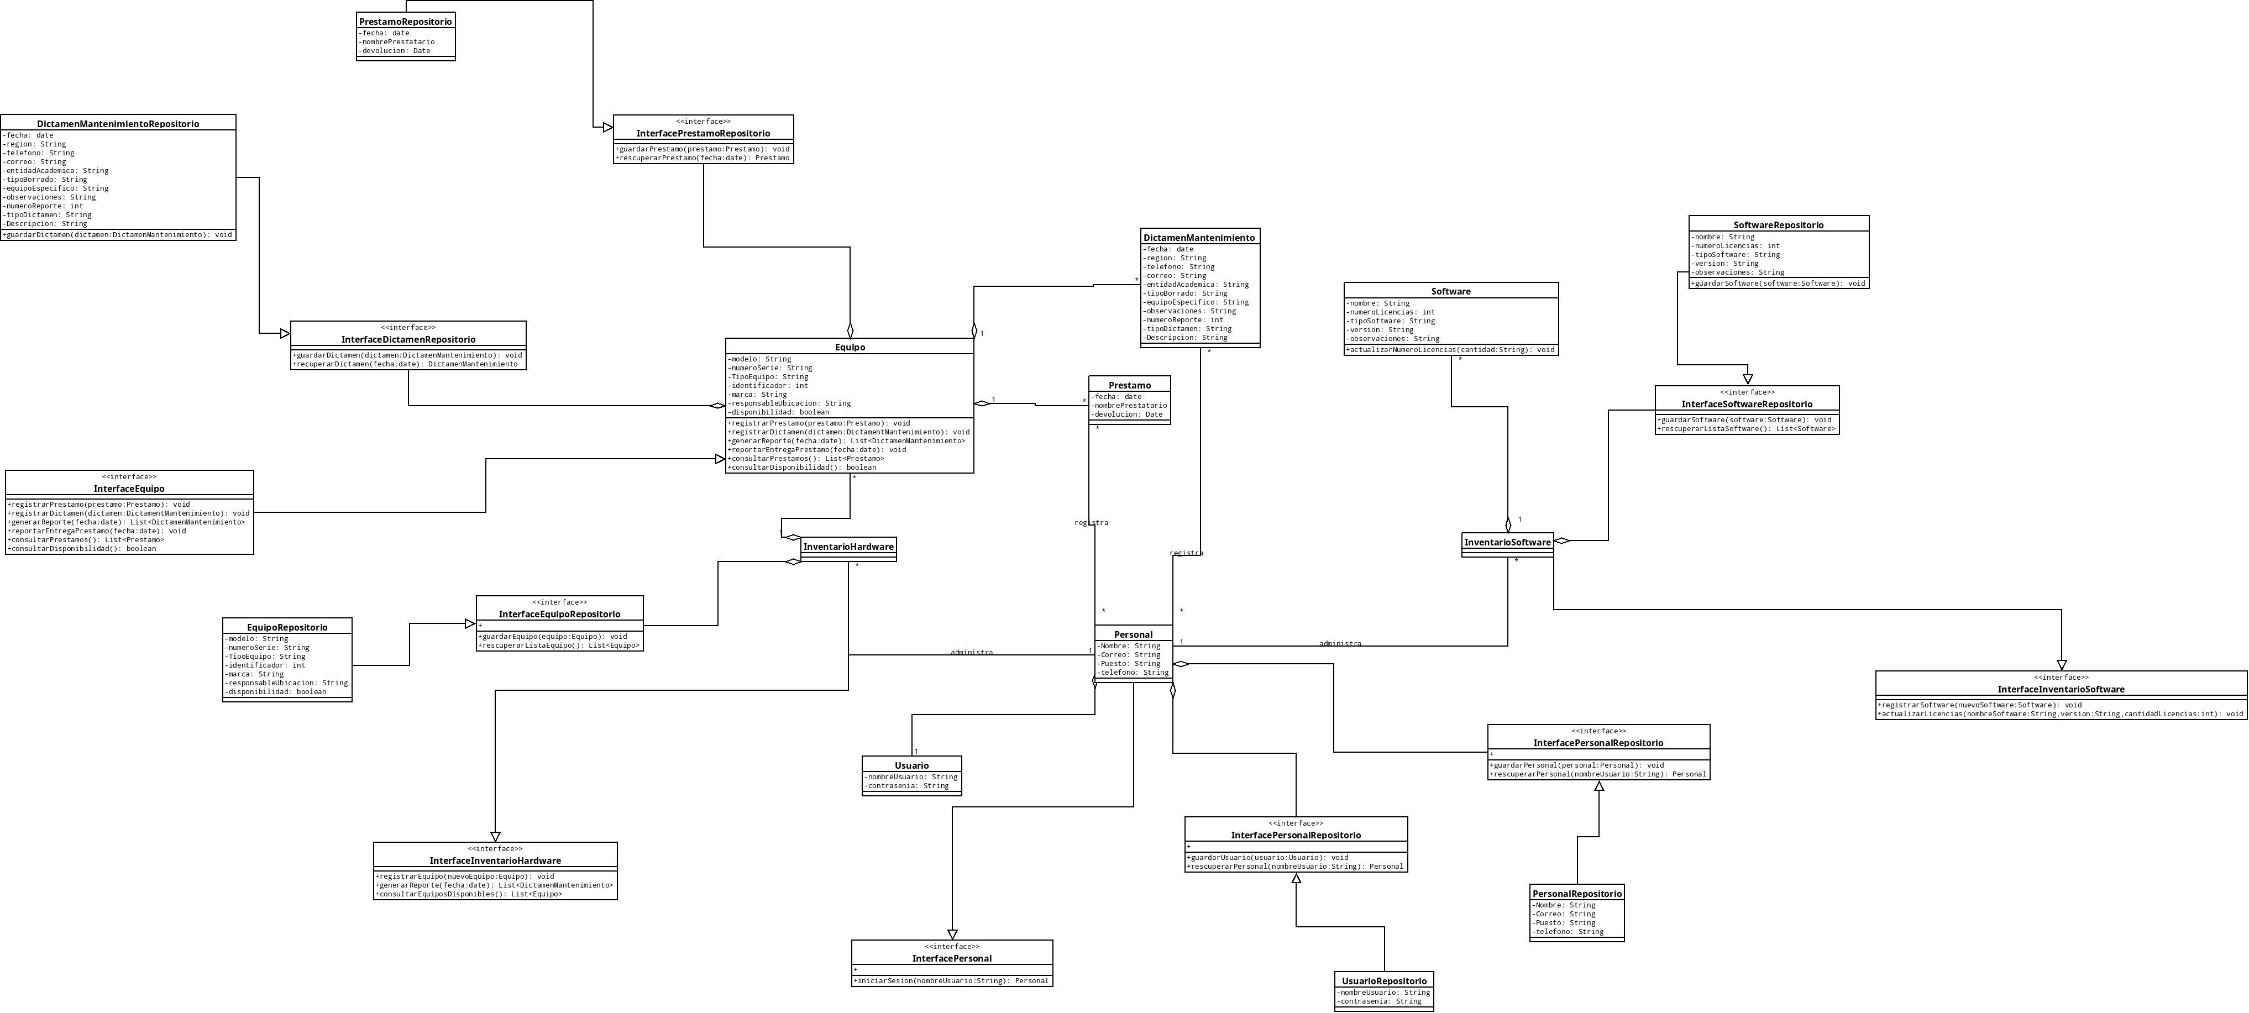 PrestamoRepositorio
-fecha: date
-nombrePrestatario
-devolucion: Date
DictamenMantenimientoRepositorio
-fecha: date
-region: String
-telefono: String
-correo: String
-entidadAcademica: String
-tipoBorrado: String
-equipoEspecifico: String
-observaciones: String
-numeroReporte: int
-tipoDictamen: String
-Descripcion: String
+guardarDictamen(dictamen:DictamenMantenimiento): void
<<interface>>
InterfacePrestamoRepositorio
+guardarPrestamo(prestamo:Prestamo): void
+rescuperarPrestamo(fecha:date): Prestamo
<<interface>>
InterfaceDictamenRepositorio
+guardarDictamen(dictamen:DictamenMantenimiento): void
+recuperarDictamen(fecha:date): DictamenMantenimiento
DictamenMantenimiento
-fecha: date
-region: String
-telefono: String
-correo: String
-entidadAcademica: String
-tipoBorrado: String
-equipoEspecifico: String
-observaciones: String
-numeroReporte: int
-tipoDictamen: String
-Descripcion: String
*
1
*
SoftwareRepositorio
-nombre: String
-numeroLicencias: int
-tipoSoftware: String
-version: String
-observaciones: String
+guardarSoftware(software:Software): void
Software
-nombre: String
-numeroLicencias: int
-tipoSoftware: String
-version: String
-observaciones: String
+actualizarNumeroLicencias(cantidad:String): void
*
Equipo
-modelo: String
-numeroSerie: String
-TipoEquipo: String
-identificador: int
-marca: String
-responsableUbicacion: String
-disponibilidad: boolean
+registrarPrestamo(prestamo:Prestamo): void
+registrarDictamen(dictamen:DictamentMantenimiento): void
+generarReporte(fecha:date): List<DictamenMantenimiento>
+reportarEntregaPrestamo(fecha:date): void
+consultarPrestamos(): List<Prestamo>
+consultarDisponibilidad(): boolean
*
1
*
Prestamo
-fecha: date
-nombrePrestatario
-devolucion: Date
*
<<interface>>
InterfaceSoftwareRepositorio
+guardarSoftware(software:Software): void
+rescuperarListaSoftware(): List<Software>
<<interface>>
InterfaceEquipo
+registrarPrestamo(prestamo:Prestamo): void
+registrarDictamen(dictamen:DictamentMantenimiento): void
+generarReporte(fecha:date): List<DictamenMantenimiento>
+reportarEntregaPrestamo(fecha:date): void
+consultarPrestamos(): List<Prestamo>
+consultarDisponibilidad(): boolean
1
InventarioHardware
*
registra
registra
1
InventarioSoftware
*
<<interface>>
InterfaceEquipoRepositorio
+
+guardarEquipo(equipo:Equipo): void
+rescuperarListaEquipo(): List<Equipo>
EquipoRepositorio
-modelo: String
-numeroSerie: String
-TipoEquipo: String
-identificador: int
-marca: String
-responsableUbicacion: String
-disponibilidad: boolean
*
*
Personal
-Nombre: String
-Correo: String
-Puesto: String
-telefono: String
administra
1
1
administra
<<interface>>
InterfaceInventarioSoftware
+registrarSoftware(nuevoSoftware:Software): void
+actualizarLicencias(nombreSoftware:String,version:String,cantidadLicencias:int): void
<<interface>>
InterfacePersonalRepositorio
+
+guardarPersonal(personal:Personal): void
+rescuperarPersonal(nombreUsuario:String): Personal
1
Usuario
-nombreUsuario: String
-contrasenia: String
<<interface>>
InterfacePersonalRepositorio
+
+guardarUsuario(usuario:Usuario): void
+rescuperarPersonal(nombreUsuario:String): Personal
<<interface>>
InterfaceInventarioHardware
+registrarEquipo(nuevoEquipo:Equipo): void
+generarReporte(fecha:date): List<DictamenMantenimiento>
+consultarEquiposDisponibles(): List<Equipo>
PersonalRepositorio
-Nombre: String
-Correo: String
-Puesto: String
-telefono: String
<<interface>>
InterfacePersonal
+
+iniciarSesion(nombreUsuario:String): Personal
UsuarioRepositorio
-nombreUsuario: String
-contrasenia: String